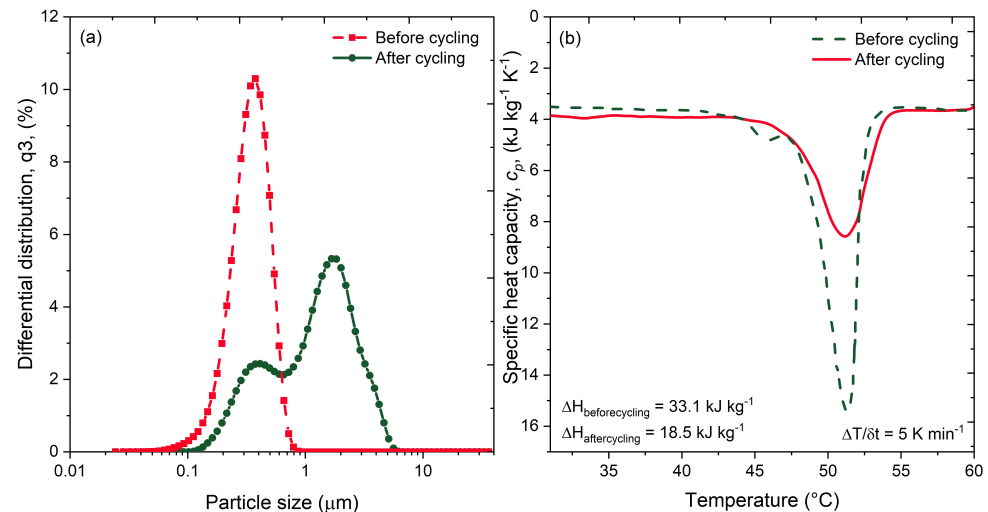 (a)
Before cycling
After cycling
Differential distribution, q3, (%)
12
10
8
6
4
2
0
0.01
0.1
1
10
Particle size (μm)
(b)
Before cycling
After cycling
Specific heat capacity, cₚ, (kJ kg⁻¹ K⁻¹)
0
2
4
6
8
10
12
14
16
ΔHbeforecycling = 33.1 kJ kg⁻¹
ΔHaftercycling = 18.5 kJ kg⁻¹
ΔT/δt = 5 K min⁻¹
35
40
45
50
55
60
Temperature (°C)